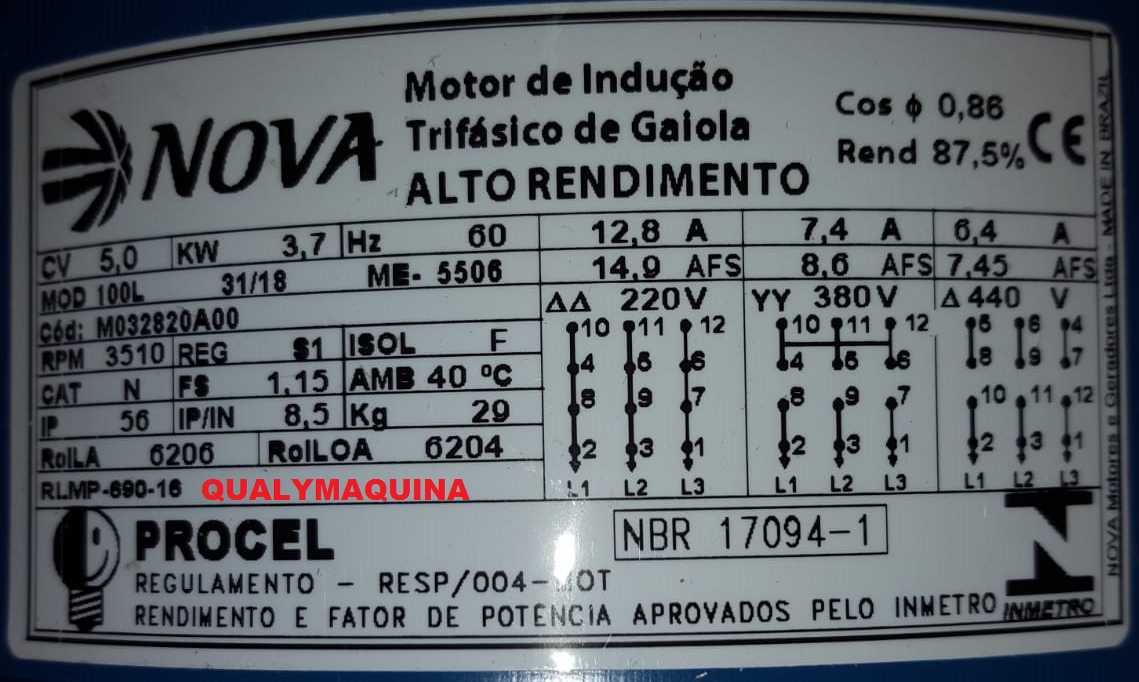 NOVA
Motor de Indução
Trifásico de Gaiola
ALTO RENDIMENTO
Cos ϕ 0,86
Rend 87,5%
CE
CV 5,0 KW 3,7 Hz 60
MOD 100L 31/18 ME- 5506
Cód: M032820A00
RPM 3510 REG S1 ISOL F
CAT N FS 1,15 AMB 40 ºC
IP 56 IP/IN 8,5 Kg 29
RolLA 6206 RolLOA 6204
RLMP-690-16 QUALYMAQUINA
12,8 A 7,4 A 6,4 A
14,9 AFS 8,6 AFS 7,45 AFS
ΔΔ 220V YY 380V Δ 440 V
10 11 12 10 11 12 5 6 4
4 5 6 4 5 6 8 9 7
8 9 7 8 9 7 10 11 12
2 3 1 2 3 1 2 3 1
L1 L2 L3 L1 L2 L3 L1 L2 L3
PROCEL
NBR 17094-1
REGULAMENTO - RESP/004-MOT
RENDIMENTO E FATOR DE POTÊNCIA APROVADOS PELO INMETRO
INMETRO
NOVA Motores e Geradores Ltda - MADE IN BRAZIL